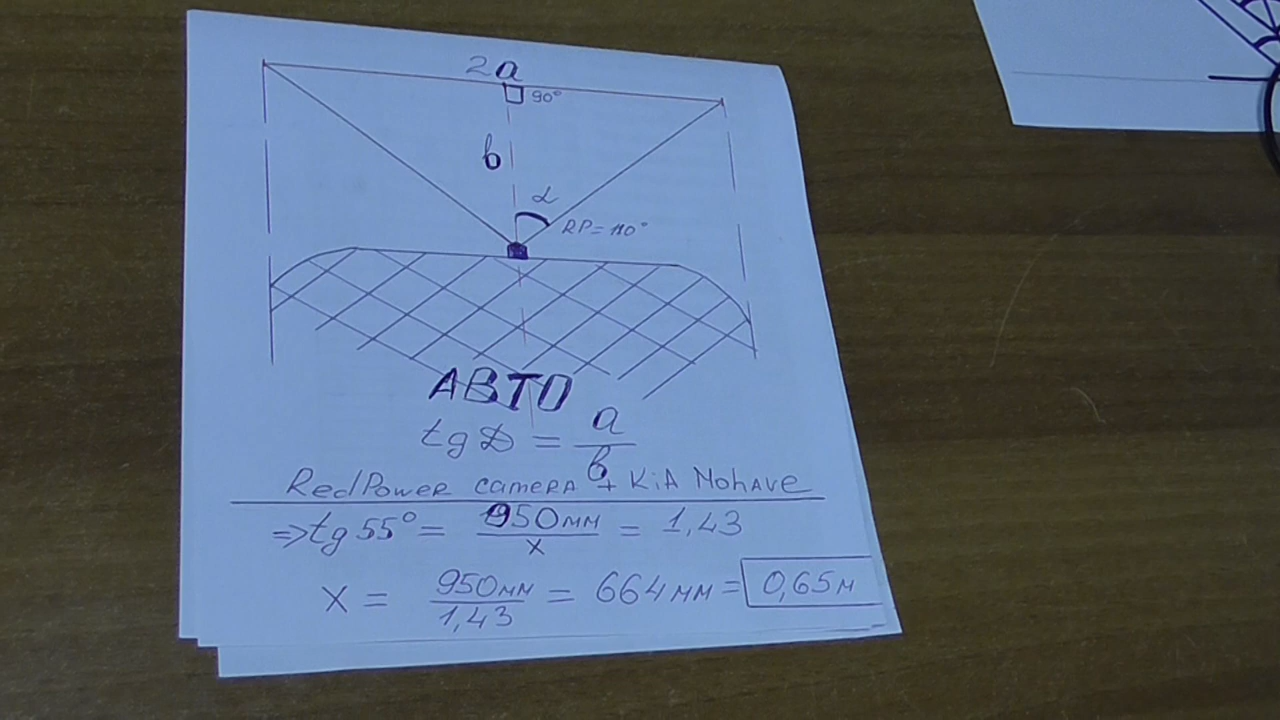 2a
90°
b
α
RP= 110°
АВТО
tg α = a/b
RedPower camera + KiA Mohave
=> tg 55° = 950мм/x = 1,43
X = 950мм/1,43 = 664мм = 0,65м